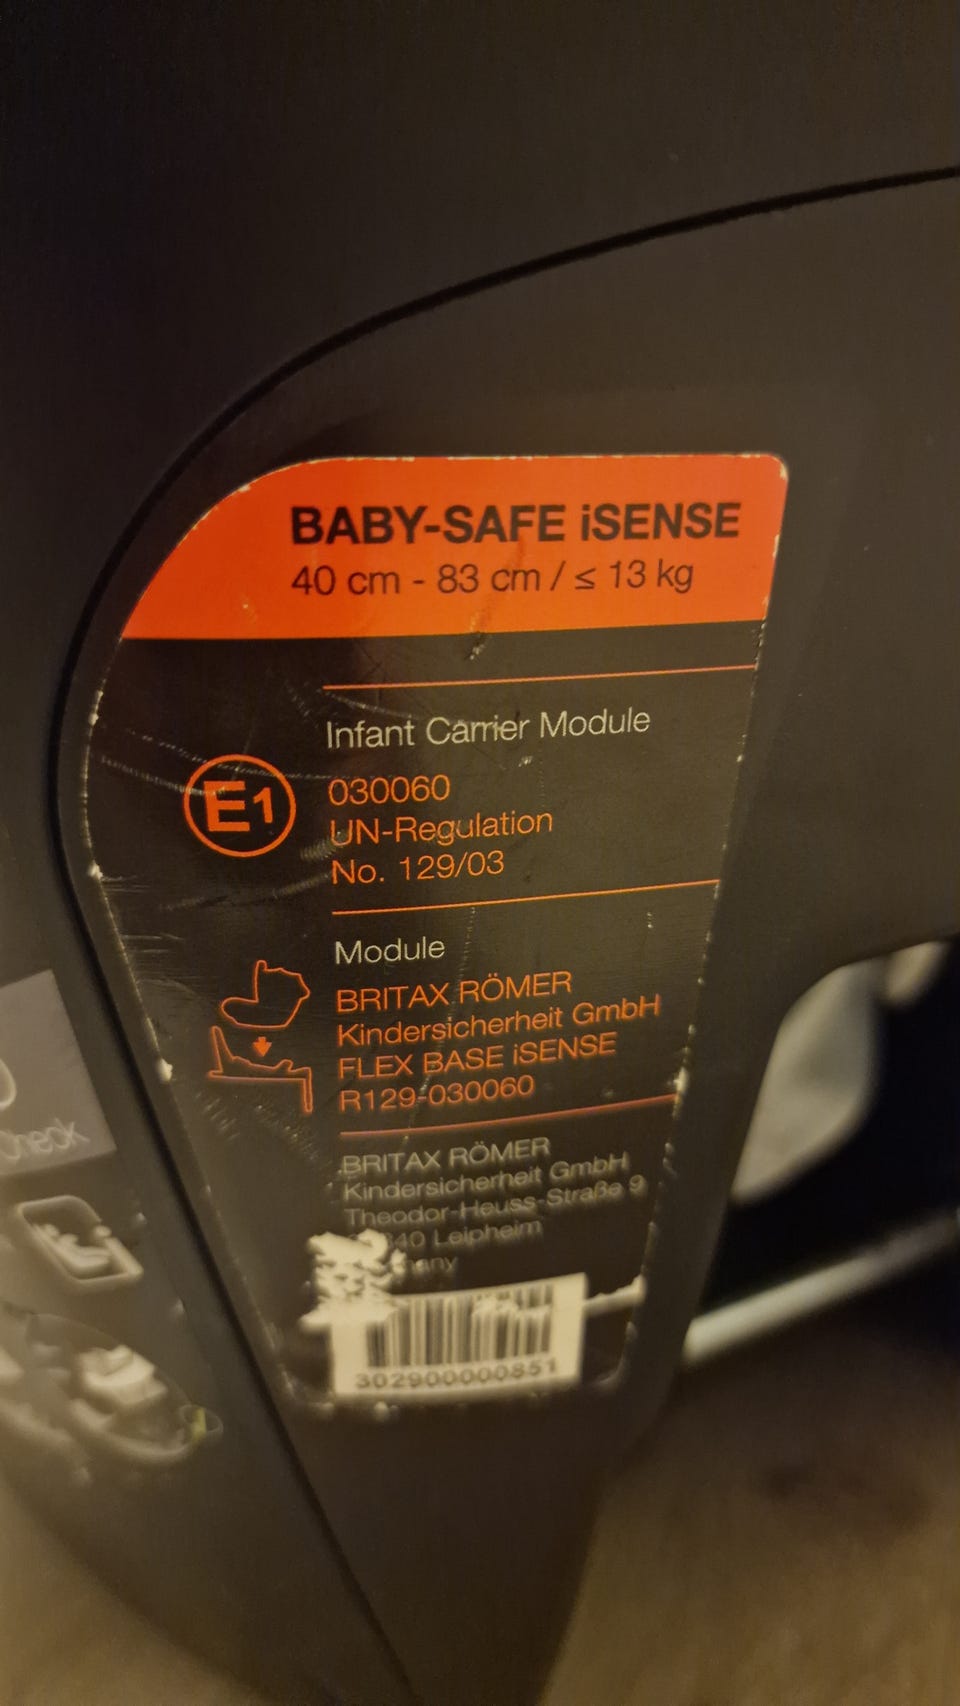 BABY-SAFE iSENSE
40 cm - 83 cm / ≤ 13 kg
Infant Carrier Module
E1
030060
UN-Regulation
No. 129/03
Module
BRITAX RÖMER
Kindersicherheit GmbH
FLEX BASE iSENSE
R129-030060
BRITAX RÖMER
Kindersicherheit GmbH
Theodor-Heuss-Straße 9
Leipheim
302900000851
Check